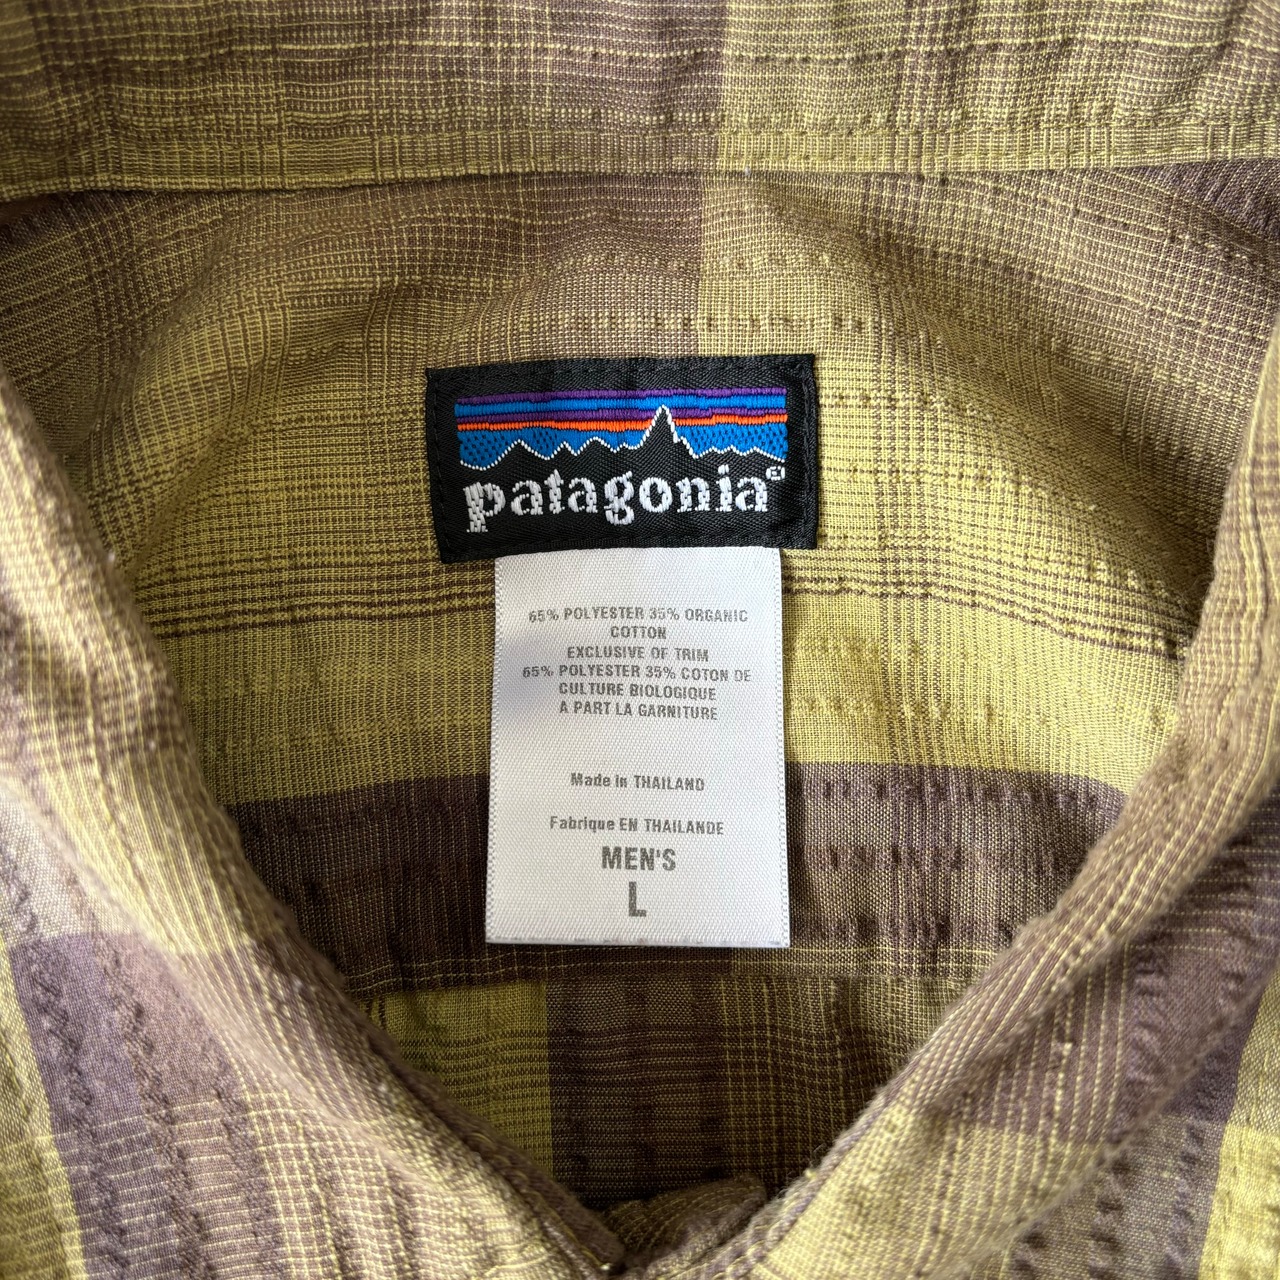 patagonia®
65% POLYESTER 35% ORGANIC
COTTON
EXCLUSIVE OF TRIM
65% POLYESTER 35% COTON DE
CULTURE BIOLOGIQUE
A PART LA GARNITURE
Made in THAILAND
Fabrique EN THAILANDE
MEN'S
L